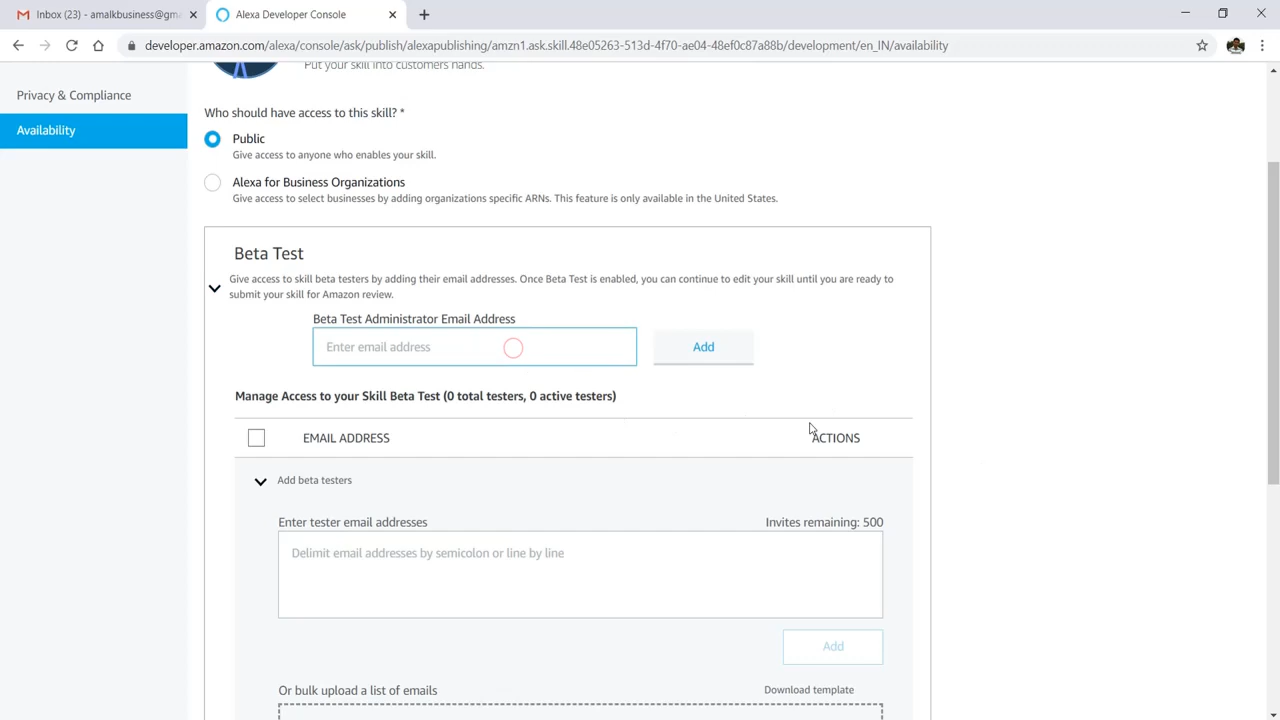 Inbox (23) - amalkbusiness@gm
Alexa Developer Console
developer.amazon.com/alexa/console/ask/publish/alexapublishing/amzn1.ask.skill.48e05263-513d-4f70-ae04-48ef0c87a88b/development/en_IN/availability
Put your skill into customers hands.
Privacy & Compliance
Availability
Who should have access to this skill? *
Public
Give access to anyone who enables your skill.
Alexa for Business Organizations
Give access to select businesses by adding organizations specific ARNs. This feature is only available in the United States.
Beta Test
Give access to skill beta testers by adding their email addresses. Once Beta Test is enabled, you can continue to edit your skill until you are ready to
submit your skill for Amazon review.
Beta Test Administrator Email Address
Enter email address
Add
Manage Access to your Skill Beta Test (0 total testers, 0 active testers)
EMAIL ADDRESS
ACTIONS
Add beta testers
Enter tester email addresses
Invites remaining: 500
Delimit email addresses by semicolon or line by line
Add
Or bulk upload a list of emails
Download template